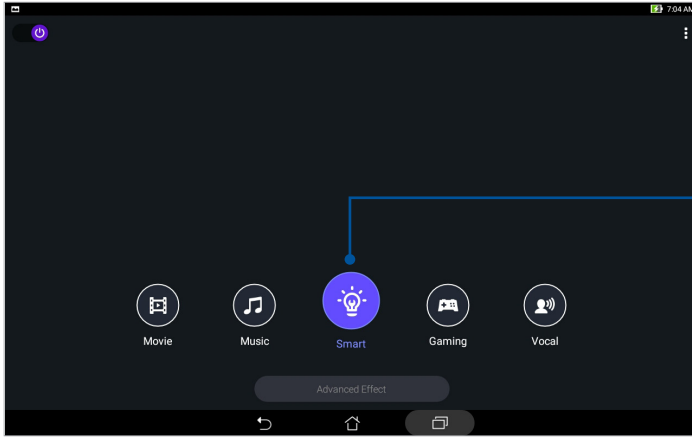 7:04 AM
Movie
Music
Smart
Gaming
Vocal
Advanced Effect